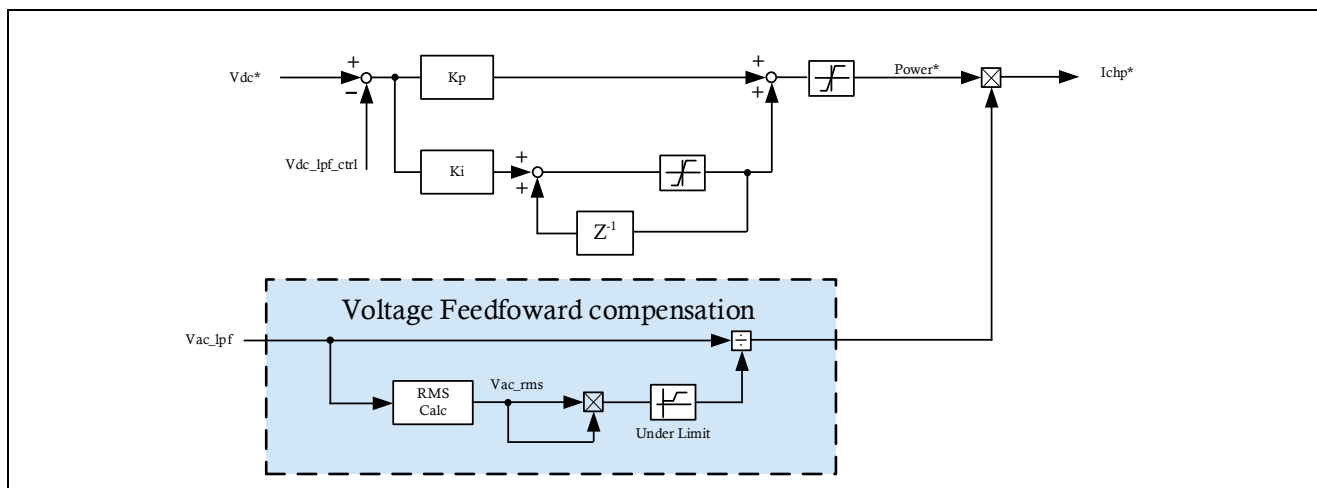 +
Vdc*
Kp
+
Power*
Ichp*
−
+
Vdc_lpf_ctrl
Ki
+
+
Z-1
Voltage Feedfoward compensation
Vac_lpf
÷
RMS
Calc
Vac_rms
Under Limit